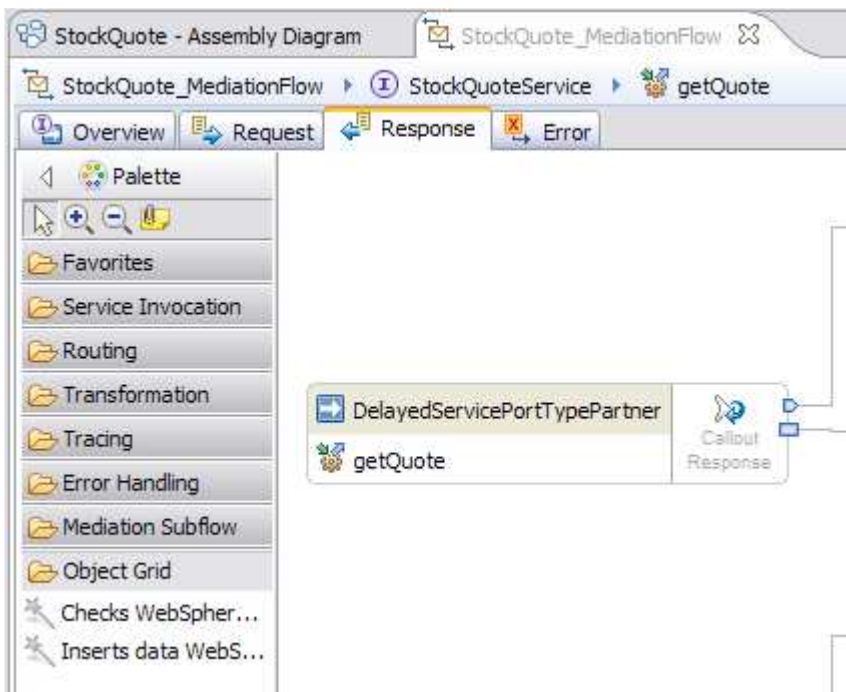 StockQuote - Assembly Diagram StockQuote_MediationFlow
StockQuote_MediationFlow StockQuoteService getQuote
Overview Request Response Error
Palette
Favorites
Service Invocation
Routing
Transformation
DelayedServicePortTypePartner
Callout
Response
getQuote
Tracing
Error Handling
Mediation Subflow
Object Grid
Checks WebSpher...
Inserts data WebS...